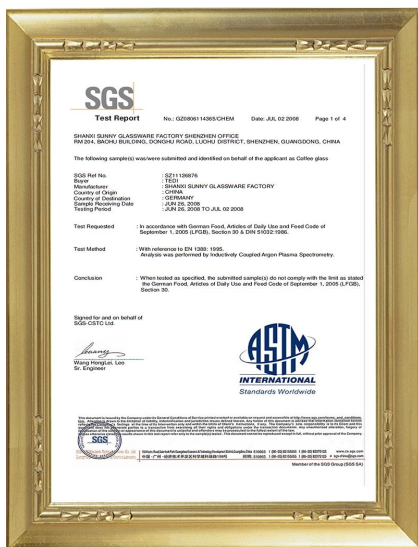 SGS
Test Report No.: GZ0806114365/CHEM Date: JUL 02 2008 Page 1 of 4
SHANXI SUNNY GLASSWARE FACTORY SHENZHEN OFFICE
RM 204, BAOHU BUILDING, DONGHU ROAD, LUOHU DISTRICT, SHENZHEN, GUANGDONG, CHINA
The following sample(s) was/were submitted and identified on behalf of the applicant as Coffee glass
SGS Ref No. : SZ11126876
Buyer : TEDI
Manufacturer : SHANXI SUNNY GLASSWARE FACTORY
Country of Origin : CHINA
Country of Destination : GERMANY
Sample Receiving Date : JUN 26, 2008
Testing Period : JUN 26, 2008 TO JUL 02 2008
Test Requested : In accordance with German Food, Articles of Daily Use and Feed Code of
September 1, 2005 (LFGB), Section 30 & DIN 51032:1986.
Test Method : With reference to EN 1388: 1995.
Analysis was performed by Inductively Coupled Argon Plasma Spectrometry.
Conclusion : When tested as specified, the submitted sample(s) do not comply with the limit as stated
the German Food, Articles of Daily Use and Feed Code of September 1, 2005 (LFGB),
Section 30.
Signed for and on behalf of
SGS-CSTC Ltd.
Wang HengLei, Leo
Sr. Engineer
ASTM
INTERNATIONAL
Standards Worldwide
SGS
Member of the SGS Group (SGS SA)